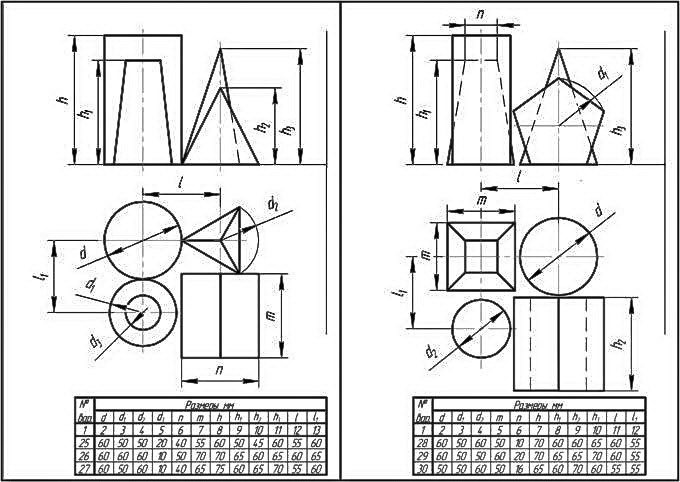 h
h₁
h₂
h₃
l
d
d₂
l₁
d₁
d₃
m
n
№ Вар. Размеры мм
d d₁ d₂ d₃ n m h h₁ h₂ h₃ l l₁
1 2 3 4 5 6 7 8 9 10 11 12 13
25 60 50 50 20 40 55 60 50 45 60 55 60
26 60 60 60 10 50 70 70 65 60 65 60 65
27 60 50 60 10 40 65 75 60 65 70 55 60
n
h
h₁
d₁
h₃
l
m
d
m
l₁
d₂
h₂
№ Вар. Размеры мм
d d₁ d₂ m n h h₁ h₂ h₃ l l₁
1 2 3 4 5 6 7 8 9 10 11 12
28 60 50 60 50 10 70 60 60 65 60 55
29 60 50 60 60 20 70 65 65 70 60 55
30 50 50 50 60 16 65 60 70 60 55 55